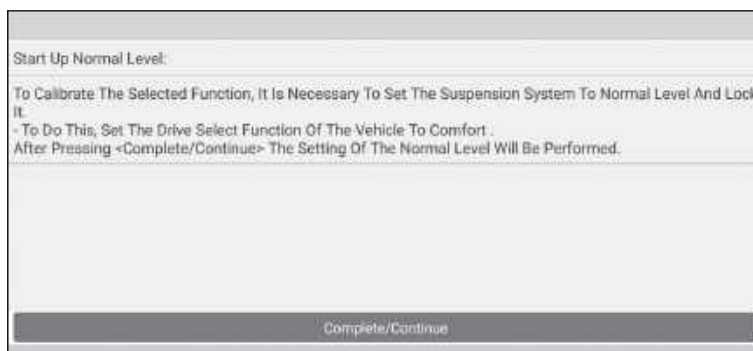 Start Up Normal Level:
To Calibrate The Selected Function, It Is Necessary To Set The Suspension System To Normal Level And Lock
It.
- To Do This, Set The Drive Select Function Of The Vehicle To Comfort .
After Pressing <Complete/Continue> The Setting Of The Normal Level Will Be Performed.
Complete/Continue